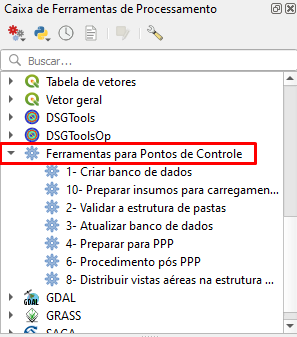 Caixa de Ferramentas de Processamento
Buscar...
Tabela de vetores
Vetor geral
DSGTools
DSGToolsOp
Ferramentas para Pontos de Controle
1- Criar banco de dados
10- Preparar insumos para carregamen...
2- Validar a estrutura de pastas
3- Atualizar banco de dados
4- Preparar para PPP
6- Procedimento pós PPP
8- Distribuir vistas aéreas na estrutura ...
GDAL
GRASS
SAGA